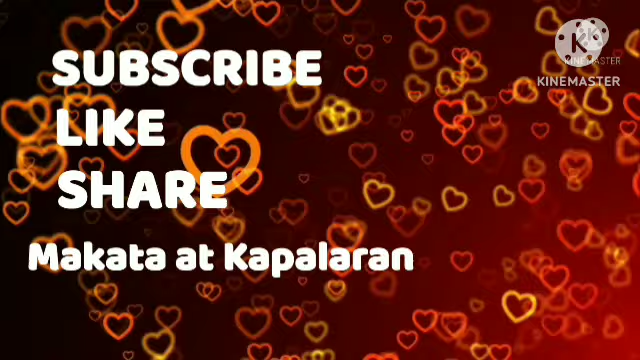 SUBSCRIBE
LIKE
SHARE
Makata at Kapalaran
KINEMASTER
KINEMASTER